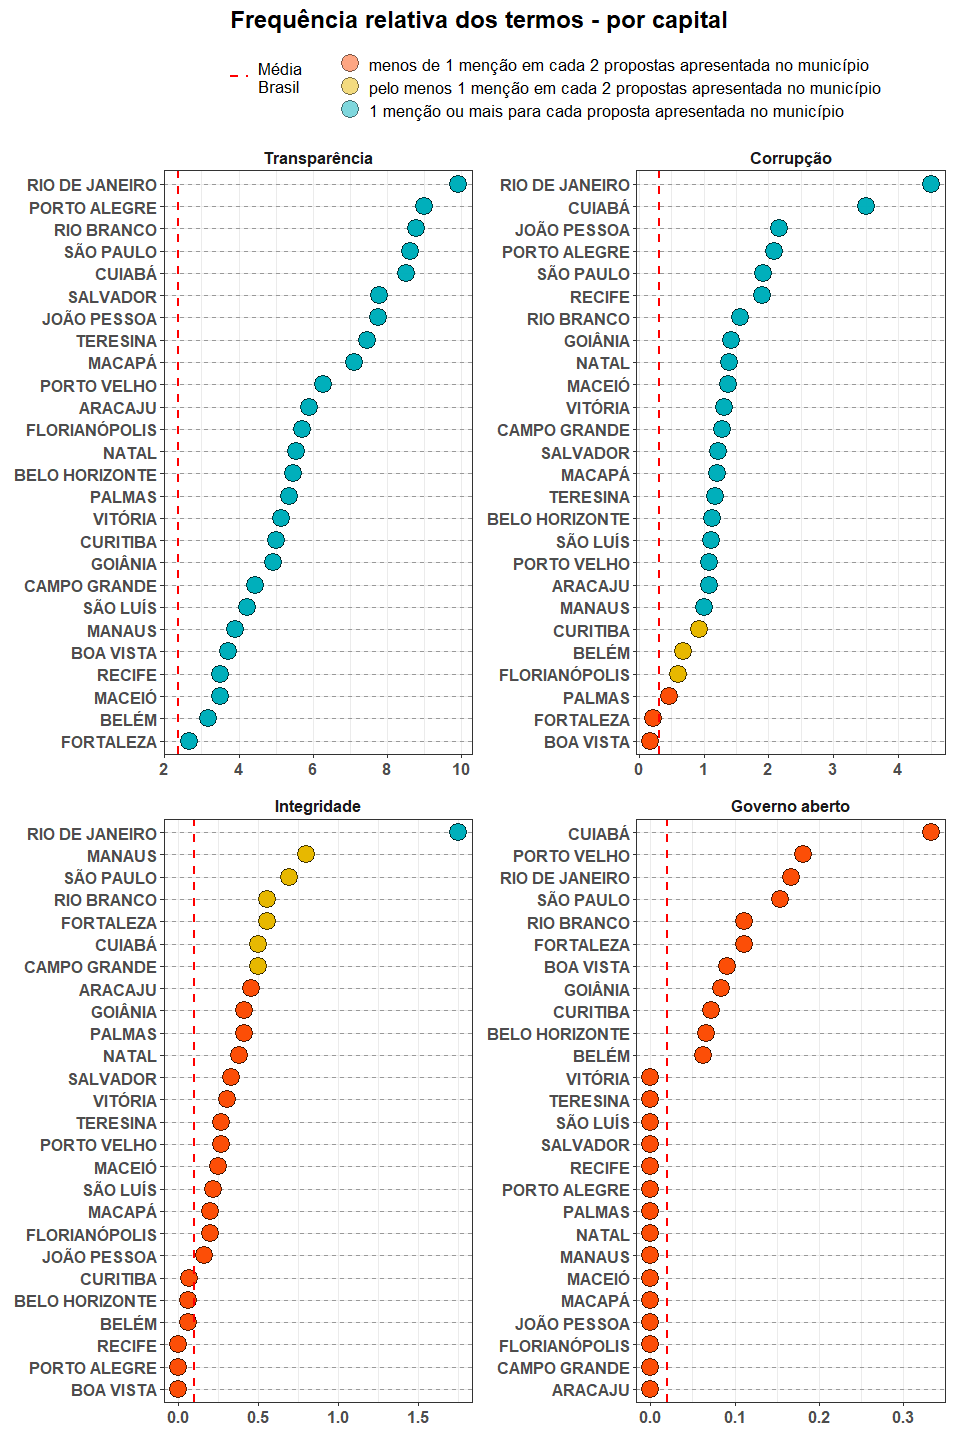 Frequência relativa dos termos - por capital
Média
Brasil
menos de 1 menção em cada 2 propostas apresentada no município
pelo menos 1 menção em cada 2 propostas apresentada no município
1 menção ou mais para cada proposta apresentada no município
Transparência
RIO DE JANEIRO
PORTO ALEGRE
RIO BRANCO
SÃO PAULO
CUIABÁ
SALVADOR
JOÃO PESSOA
TERESINA
MACAPÁ
PORTO VELHO
ARACAJU
FLORIANÓPOLIS
NATAL
BELO HORIZONTE
PALMAS
VITÓRIA
CURITIBA
GOIÂNIA
CAMPO GRANDE
SÃO LUÍS
MANAUS
BOA VISTA
RECIFE
MACEIÓ
BELÉM
FORTALEZA
2 4 6 8 10
Corrupção
RIO DE JANEIRO
CUIABÁ
JOÃO PESSOA
PORTO ALEGRE
SÃO PAULO
RECIFE
RIO BRANCO
GOIÂNIA
NATAL
MACEIÓ
VITÓRIA
CAMPO GRANDE
SALVADOR
MACAPÁ
TERESINA
BELO HORIZONTE
SÃO LUÍS
PORTO VELHO
ARACAJU
MANAUS
CURITIBA
BELÉM
FLORIANÓPOLIS
PALMAS
FORTALEZA
BOA VISTA
0 1 2 3 4
Integridade
RIO DE JANEIRO
MANAUS
SÃO PAULO
RIO BRANCO
FORTALEZA
CUIABÁ
CAMPO GRANDE
ARACAJU
GOIÂNIA
PALMAS
NATAL
SALVADOR
VITÓRIA
TERESINA
PORTO VELHO
MACEIÓ
SÃO LUÍS
MACAPÁ
FLORIANÓPOLIS
JOÃO PESSOA
CURITIBA
BELO HORIZONTE
BELÉM
RECIFE
PORTO ALEGRE
BOA VISTA
0.0 0.5 1.0 1.5
Governo aberto
CUIABÁ
PORTO VELHO
RIO DE JANEIRO
SÃO PAULO
RIO BRANCO
FORTALEZA
BOA VISTA
GOIÂNIA
CURITIBA
BELO HORIZONTE
BELÉM
VITÓRIA
TERESINA
SÃO LUÍS
SALVADOR
RECIFE
PORTO ALEGRE
PALMAS
NATAL
MANAUS
MACEIÓ
MACAPÁ
JOÃO PESSOA
FLORIANÓPOLIS
CAMPO GRANDE
ARACAJU
0.0 0.1 0.2 0.3